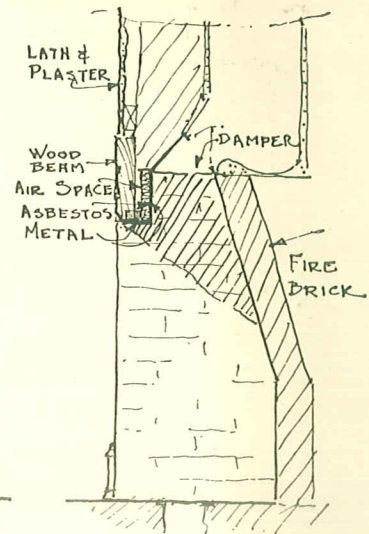 LATH &
PLASTER
DAMPER
WOOD
BEAM
AIR SPACE
ASBESTOS
METAL
FIRE
BRICK